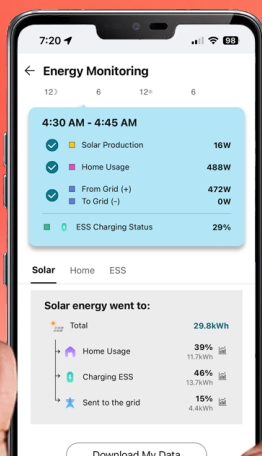 7:20 98
Energy Monitoring
12 6 12 6
4:30 AM - 4:45 AM
Solar Production 16W
Home Usage 488W
From Grid (+) 472W
To Grid (-) 0W
ESS Charging Status 29%
Solar Home ESS
Solar energy went to:
Total 29.8kWh
Home Usage 39%
11.7kWh
Charging ESS 46%
13.7kWh
Sent to the grid 15%
4.4kWh
Download My Data